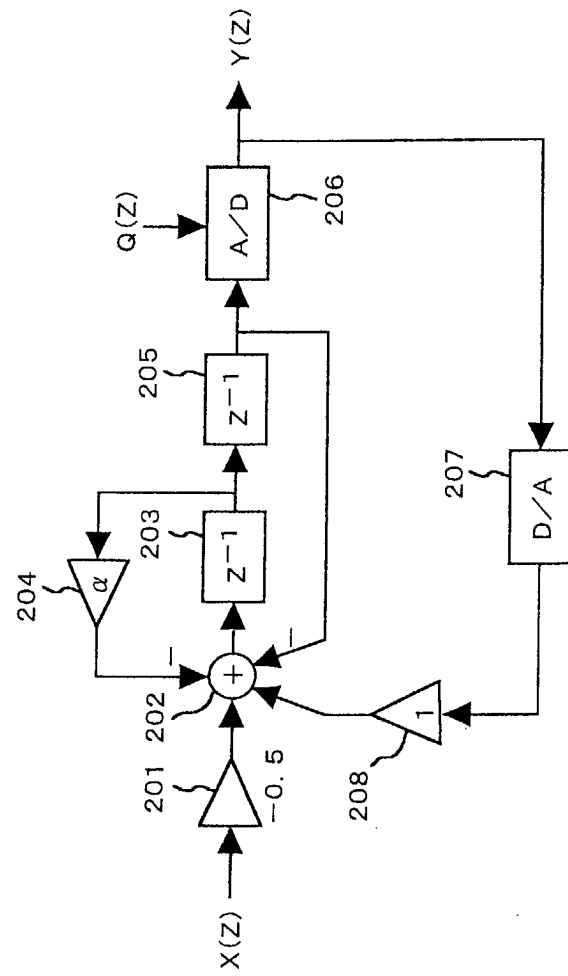 X(Z)
201
-0.5
202
+
−
−
203
Z⁻¹
204
α
205
Z⁻¹
Q(Z)
A/D
206
Y(Z)
207
D/A
208
1